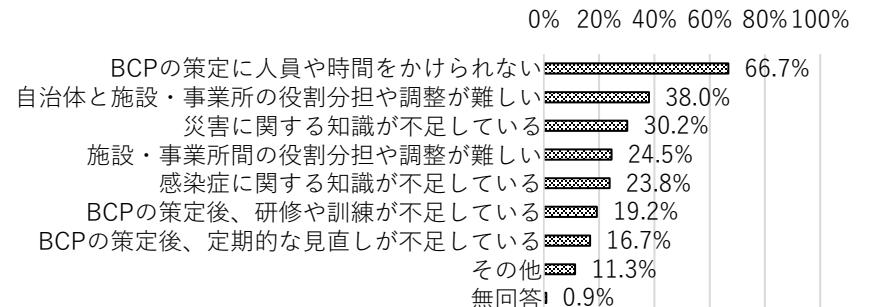 0% 20% 40% 60% 80% 100%
BCPの策定に人員や時間をかけられない 66.7%
自治体と施設・事業所の役割分担や調整が難しい 38.0%
災害に関する知識が不足している 30.2%
施設・事業所間の役割分担や調整が難しい 24.5%
感染症に関する知識が不足している 23.8%
BCPの策定後、研修や訓練が不足している 19.2%
BCPの策定後、定期的な見直しが不足している 16.7%
その他 11.3%
無回答 0.9%